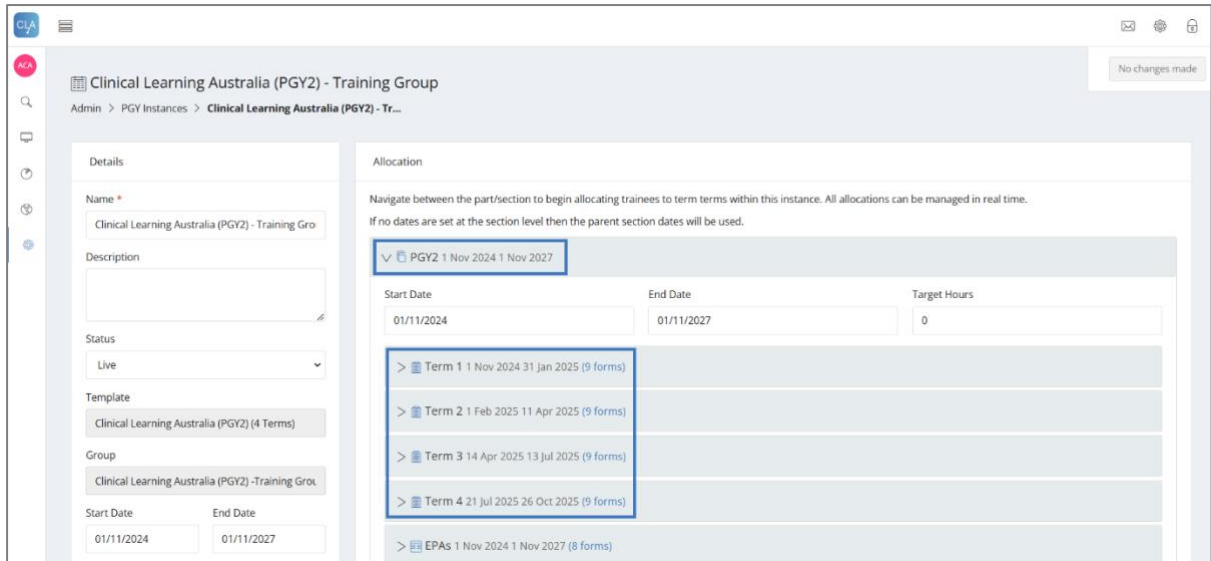 CLA
ACA
No changes made
Clinical Learning Australia (PGY2) - Training Group
Admin > PGY Instances > Clinical Learning Australia (PGY2) - Tr...
Details
Name *
Clinical Learning Australia (PGY2) - Training Gro
Description
Status
Live
Template
Clinical Learning Australia (PGY2) (4 Terms)
Group
Clinical Learning Australia (PGY2) -Training Grou
Start Date End Date
01/11/2024 01/11/2027
Allocation
Navigate between the part/section to begin allocating trainees to term terms within this instance. All allocations can be managed in real time.
If no dates are set at the section level then the parent section dates will be used.
PGY2 1 Nov 2024 1 Nov 2027
Start Date End Date Target Hours
01/11/2024 01/11/2027 0
Term 1 1 Nov 2024 31 Jan 2025 (9 forms)
Term 2 1 Feb 2025 11 Apr 2025 (9 forms)
Term 3 14 Apr 2025 13 Jul 2025 (9 forms)
Term 4 21 Jul 2025 26 Oct 2025 (9 forms)
EPAs 1 Nov 2024 1 Nov 2027 (8 forms)